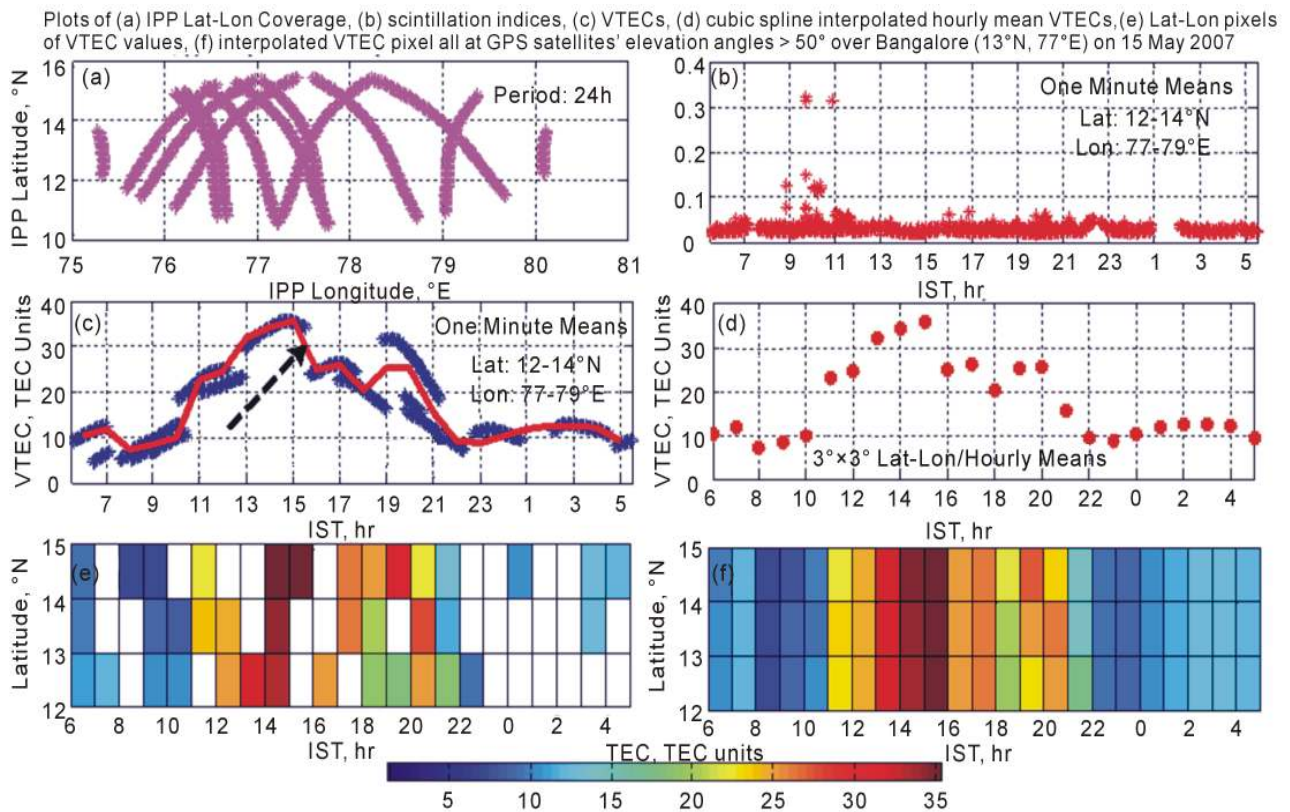 Plots of (a) IPP Lat-Lon Coverage, (b) scintillation indices, (c) VTECs, (d) cubic spline interpolated hourly mean VTECs,(e) Lat-Lon pixels
of VTEC values, (f) interpolated VTEC pixel all at GPS satellites' elevation angles > 50° over Bangalore (13°N, 77°E) on 15 May 2007
(a)
Period: 24h
IPP Latitude, °N
16
14
12
10
75 76 77 78 79 80 81
IPP Longitude, °E
(b)
One Minute Means
Lat: 12-14°N
Lon: 77-79°E
0.4
0.3
0.2
0.1
0
7 9 11 13 15 17 19 21 23 1 3 5
IST, hr
(c)
One Minute Means
Lat: 12-14°N
Lon: 77-79°E
VTEC, TEC Units
40
30
20
10
0
7 9 11 13 15 17 19 21 23 1 3 5
IST, hr
(d)
3°×3° Lat-Lon/Hourly Means
VTEC, TEC Units
40
30
20
10
0
6 8 10 12 14 16 18 20 22 0 2 4
IST, hr
(e)
Latitude, °N
15
14
13
12
6 8 10 12 14 16 18 20 22 0 2 4
IST, hr
(f)
Latitude, °N
15
14
13
12
6 8 10 12 14 16 18 20 22 0 2 4
IST, hr
TEC, TEC units
5 10 15 20 25 30 35